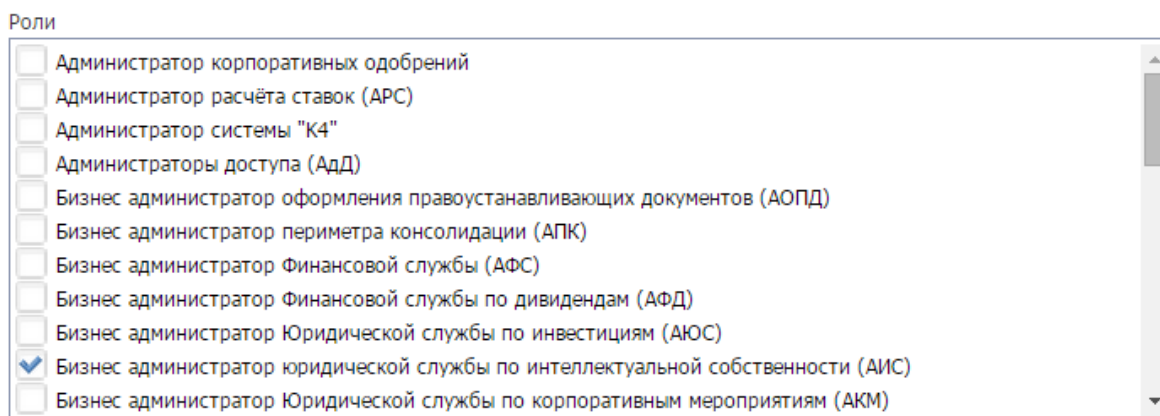 Роли
Администратор корпоративных одобрений
Администратор расчёта ставок (АРС)
Администратор системы "К4"
Администраторы доступа (АдД)
Бизнес администратор оформления правоустанавливающих документов (АОПД)
Бизнес администратор периметра консолидации (АПК)
Бизнес администратор Финансовой службы (АФС)
Бизнес администратор Финансовой службы по дивидендам (АФД)
Бизнес администратор Юридической службы по инвестициям (АЮС)
Бизнес администратор юридической службы по интеллектуальной собственности (АИС)
Бизнес администратор Юридической службы по корпоративным мероприятиям (АКМ)